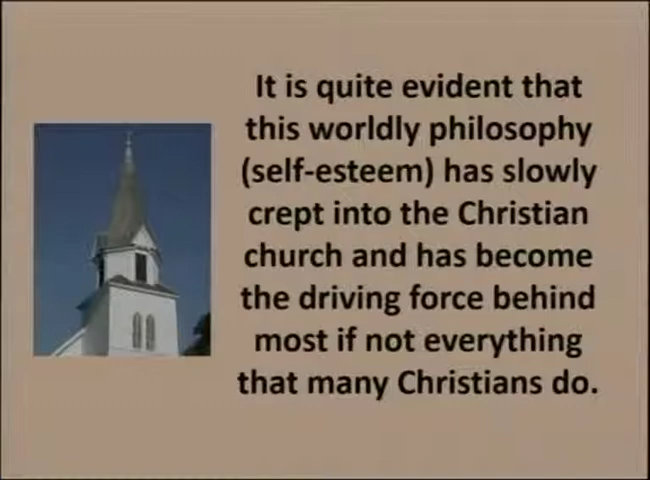 It is quite evident that
this worldly philosophy
(self-esteem) has slowly
crept into the Christian
church and has become
the driving force behind
most if not everything
that many Christians do.